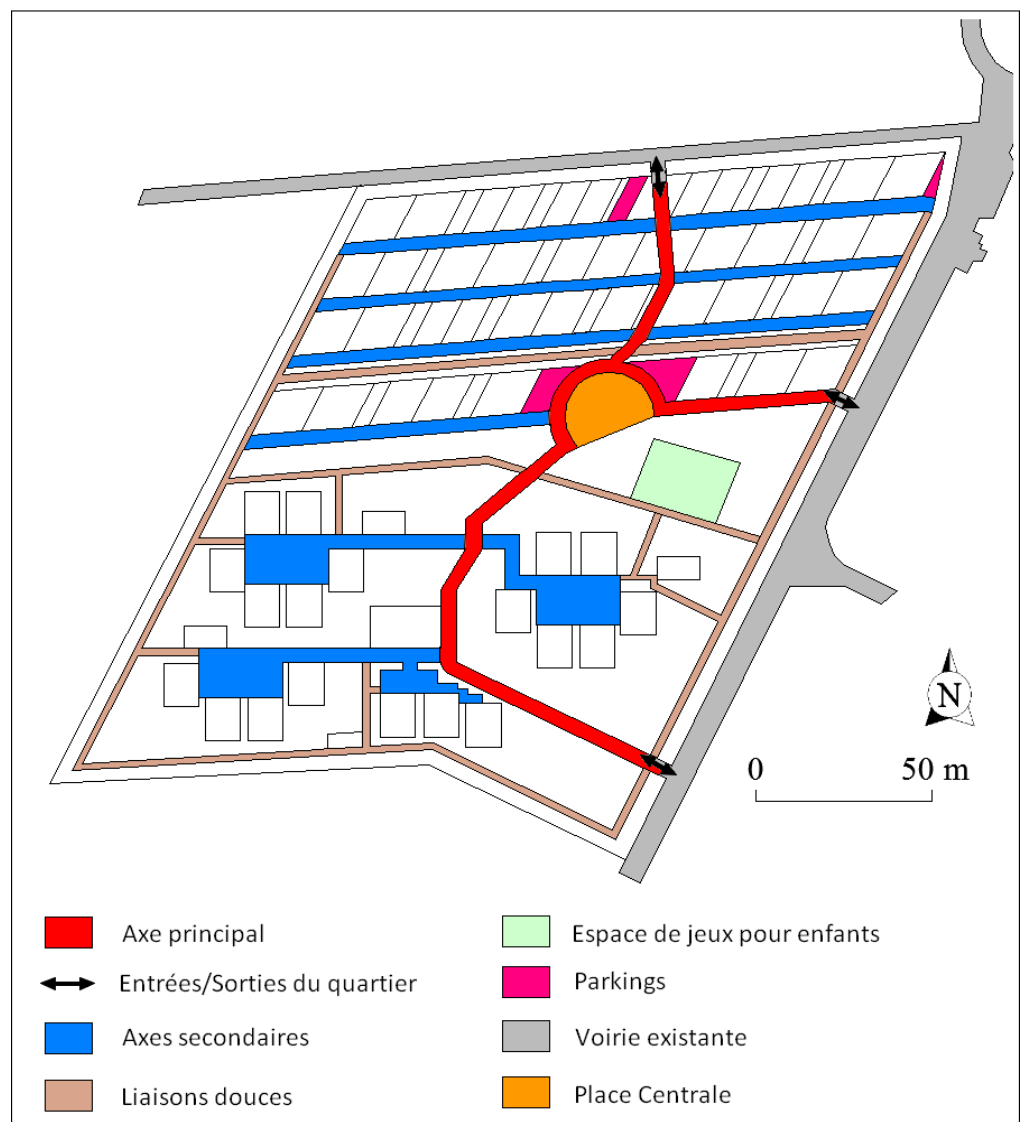 N
0 50 m
Axe principal
Entrées/Sorties du quartier
Axes secondaires
Liaisons douces
Espace de jeux pour enfants
Parkings
Voirie existante
Place Centrale